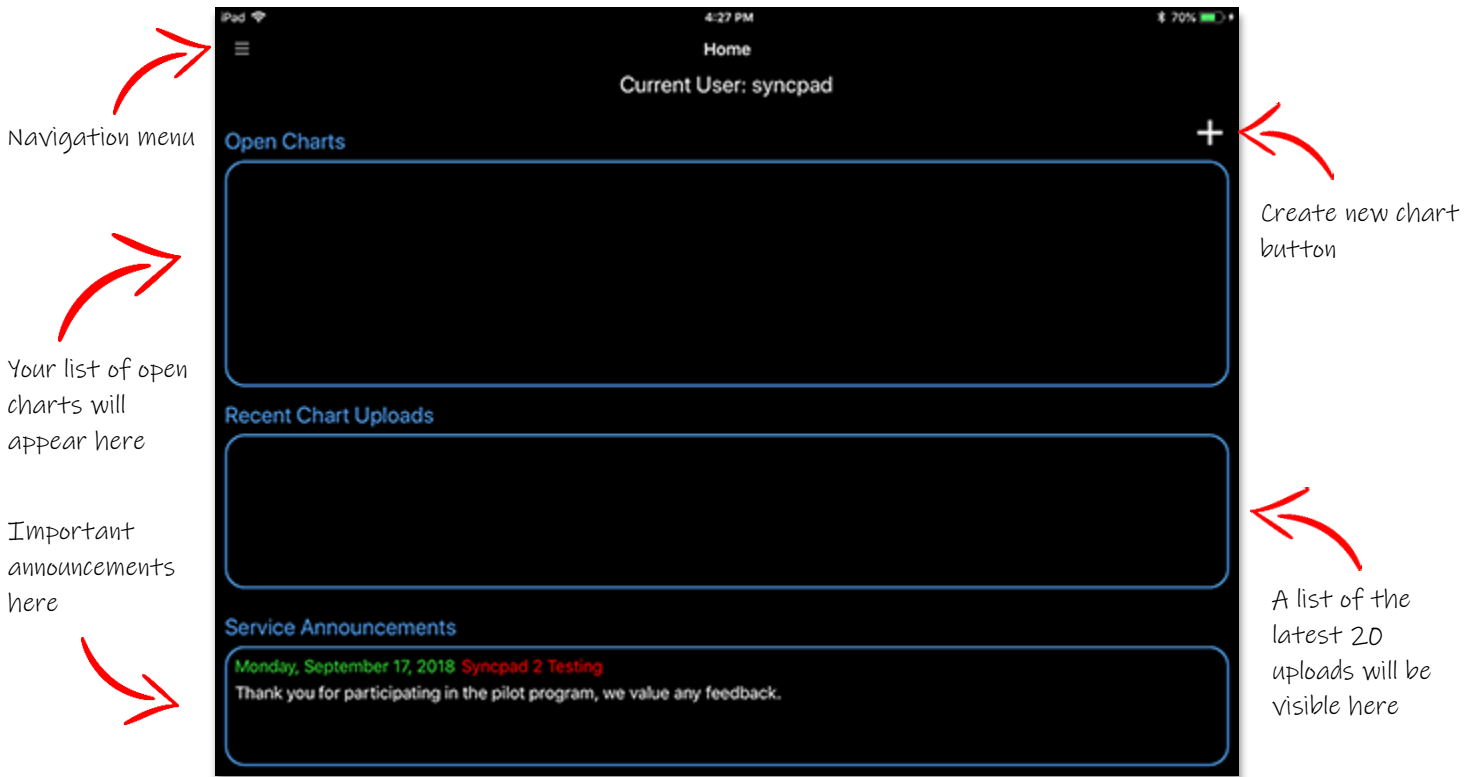 iPad 4:27 PM 70%
Home
Current User: syncpad
Navigation menu
Open Charts
Create new chart
button
Your list of open
charts will
appear here
Recent Chart Uploads
Important
announcements
here
A list of the
latest 20
uploads will be
visible here
Service Announcements
Monday, September 17, 2018 Syncpad 2 Testing
Thank you for participating in the pilot program, we value any feedback.